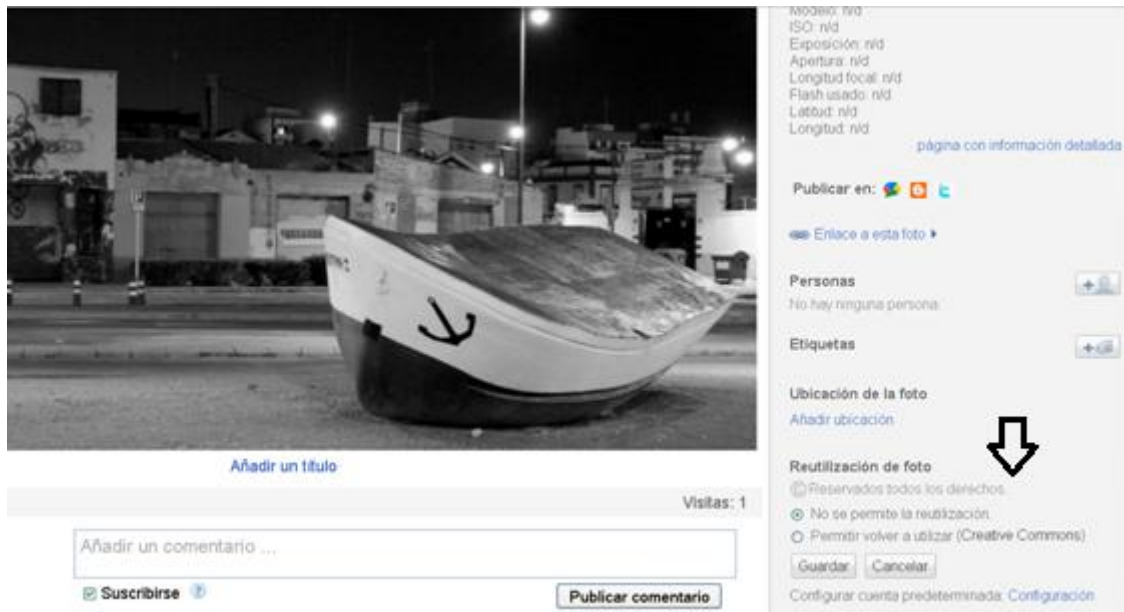 Modelo: n/d
ISO: n/d
Exposición: n/d
Apertura: n/d
Longitud focal: n/d
Flash usado: n/d
Latitud: n/d
Longitud: n/d
página con información detallada
Publicar en:
Enlace a esta foto
Personas
No hay ninguna persona.
Etiquetas
Ubicación de la foto
Añadir ubicación
Añadir un título
Visitas: 1
Añadir un comentario ...
Suscribirse ?
Publicar comentario
Reutilización de foto
© Reservados todos los derechos.
No se permite la reutilización.
Permitir volver a utilizar (Creative Commons)
Guardar Cancelar
Configurar cuenta predeterminada: Configuración